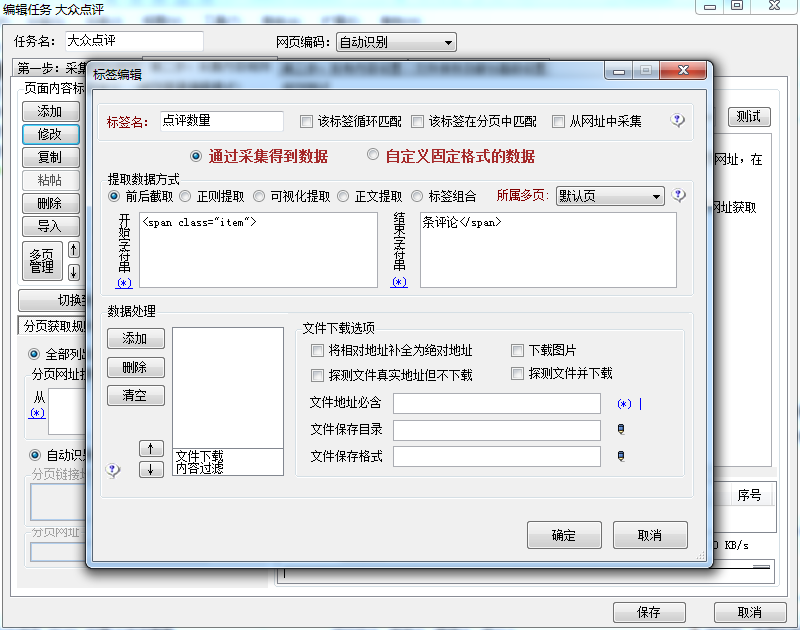 编辑任务 大众点评
任务名： 大众点评 网页编码： 自动识别
第一步：采集
标签编辑
页面内容标
添加
修改
复制
粘帖
删除
导入
多页管理 ↑ ↓
切换
分页获取规
全部列出
分页网址
从
(*)
自动识别
分页链接
分页网址
标签名： 点评数量 该标签循环匹配 该标签在分页中匹配 从网址中采集
通过采集得到数据 自定义固定格式的数据
提取数据方式
前后截取 正则提取 可视化提取 正文提取 标签组合 所属多页： 默认页
开始字符串 <span class="item"> 结束字符串 条评论</span>
(*) (*)
数据处理
添加
删除
清空
↑
↓
文件下载
内容过滤
文件下载选项
将相对地址补全为绝对地址 下载图片
探测文件真实地址但不下载 探测文件并下载
文件地址必含 (*)
文件保存目录
文件保存格式
确定 取消
测试
网址，在
网址获取
序号
0 KB/s
保存 取消